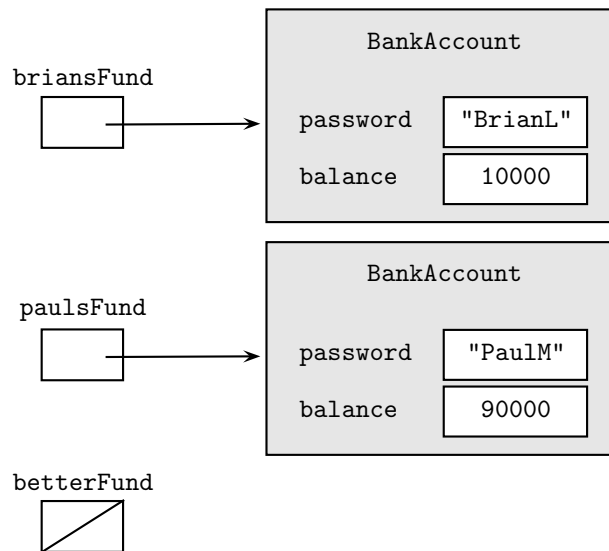 BankAccount
briansFund
password "BrianL"
balance 10000
BankAccount
paulsFund
password "PaulM"
balance 90000
betterFund